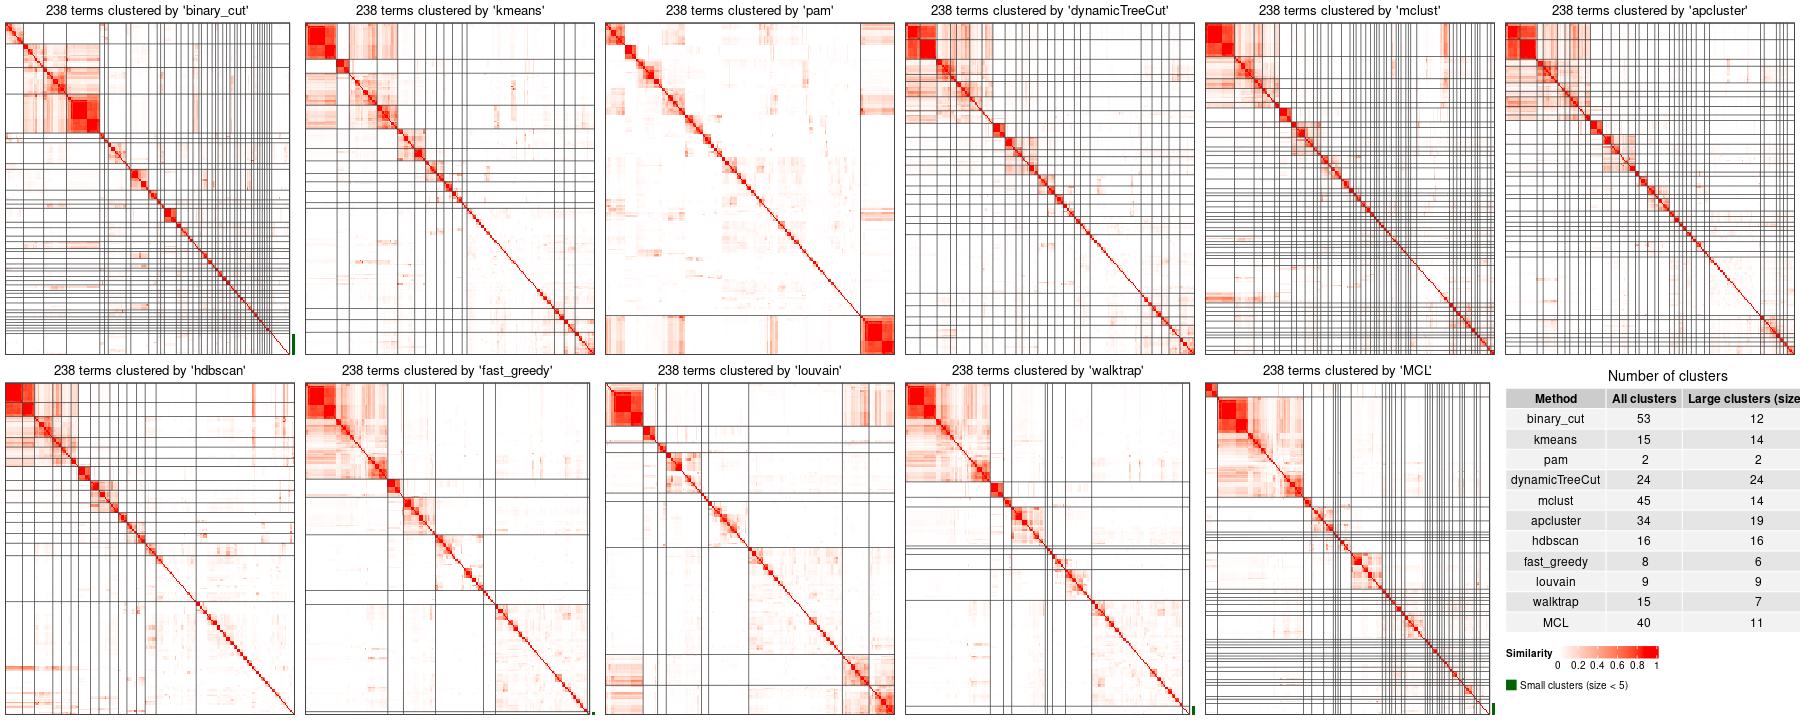 238 terms clustered by 'binary_cut'
238 terms clustered by 'kmeans'
238 terms clustered by 'pam'
238 terms clustered by 'dynamicTreeCut'
238 terms clustered by 'mclust'
238 terms clustered by 'apcluster'
238 terms clustered by 'hdbscan'
238 terms clustered by 'fast_greedy'
238 terms clustered by 'louvain'
238 terms clustered by 'walktrap'
238 terms clustered by 'MCL'
Number of clusters
Method All clusters Large clusters (size
binary_cut 53 12
kmeans 15 14
pam 2 2
dynamicTreeCut 24 24
mclust 45 14
apcluster 34 19
hdbscan 16 16
fast_greedy 8 6
louvain 9 9
walktrap 15 7
MCL 40 11
Similarity
0 0.2 0.4 0.6 0.8 1
Small clusters (size < 5)